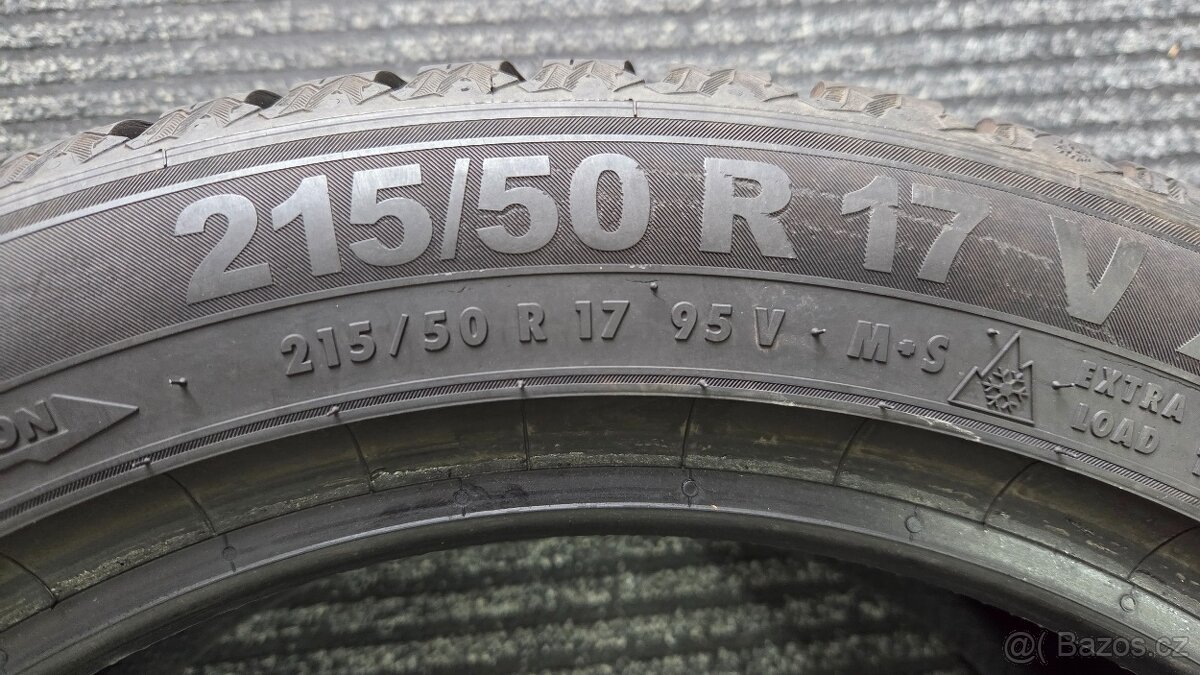 215/50 R 17 V
215/50 R 17 95 V · M+S EXTRA
LOAD
ON
@( Bazos.cz